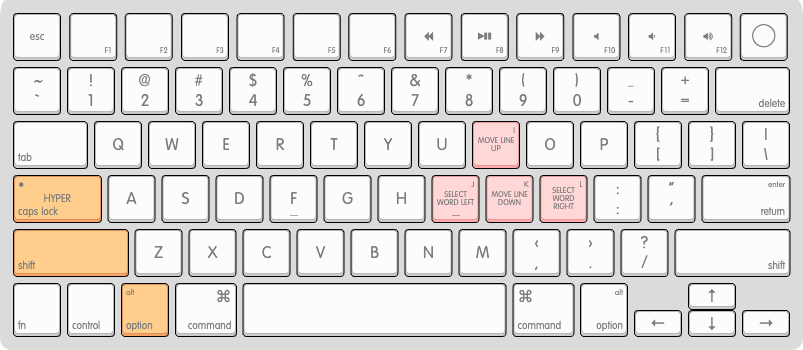 esc F1 F2 F3 F4 F5 F6 F7 F8 F9 F10 F11 F12
~ ! @ # $ % ˆ & * ( ) _ +
` 1 2 3 4 5 6 7 8 9 0 - = delete
tab Q W E R T Y U I O P { } |
MOVE LINE
UP
[ ] \
• HYPER
caps lock
A S D F G H J K L : " enter
SELECT
WORD LEFT
MOVE LINE
DOWN
SELECT
WORD
RIGHT
: ' return
shift Z X C V B N M ‹ › ? shift
, . /
alt ⌘ ⌘ alt ↑
fn control option command command option ← ↓ →